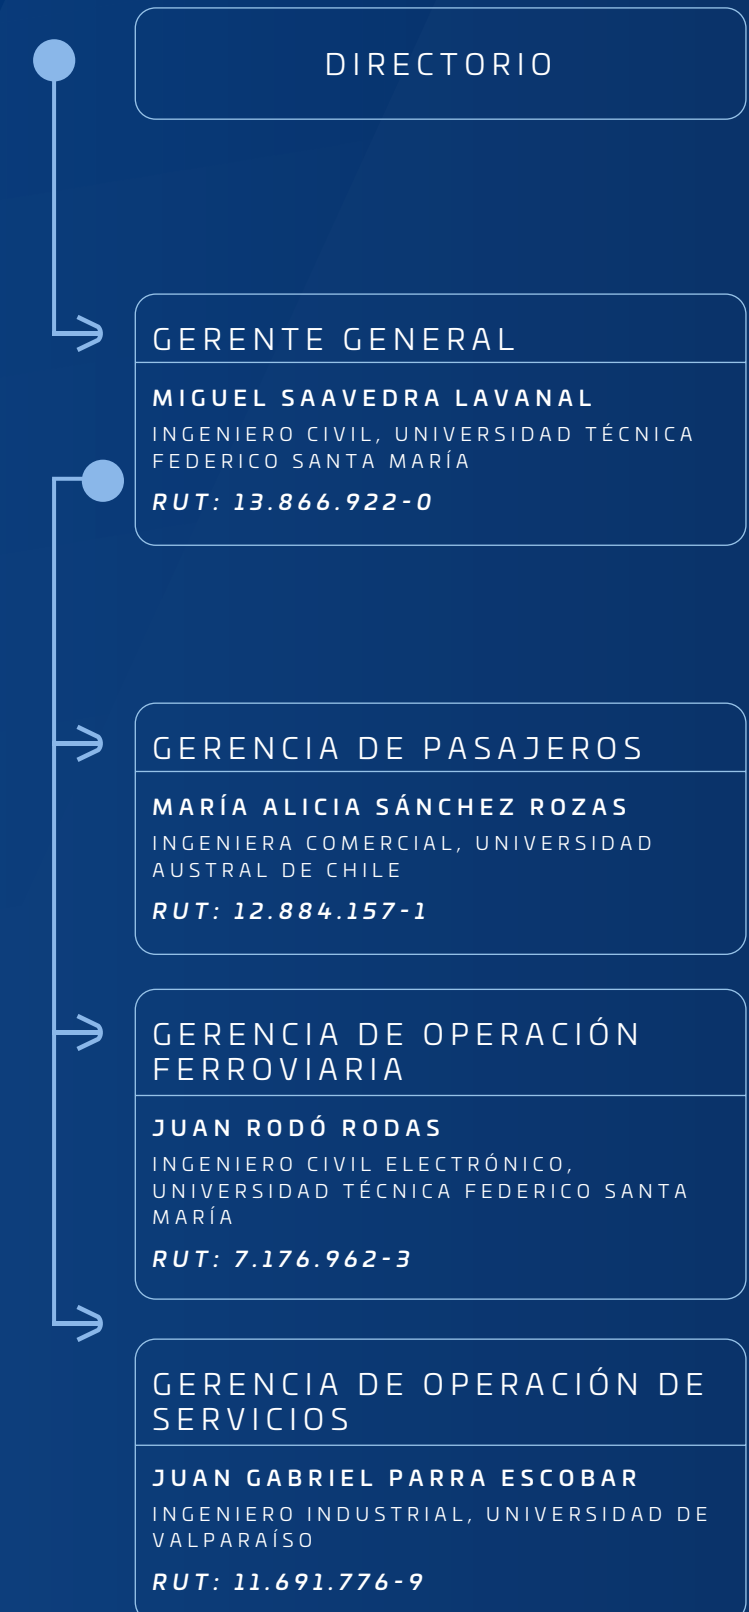 DIRECTORIO
GERENTE GENERAL
MIGUEL SAAVEDRA LAVANAL
INGENIERO CIVIL, UNIVERSIDAD TÉCNICA
FEDERICO SANTA MARÍA
RUT: 13.866.922-0
GERENCIA DE PASAJEROS
MARÍA ALICIA SÁNCHEZ ROZAS
INGENIERA COMERCIAL, UNIVERSIDAD
AUSTRAL DE CHILE
RUT: 12.884.157-1
GERENCIA DE OPERACIÓN
FERROVIARIA
JUAN RODÓ RODAS
INGENIERO CIVIL ELECTRÓNICO,
UNIVERSIDAD TÉCNICA FEDERICO SANTA
MARÍA
RUT: 7.176.962-3
GERENCIA DE OPERACIÓN DE
SERVICIOS
JUAN GABRIEL PARRA ESCOBAR
INGENIERO INDUSTRIAL, UNIVERSIDAD DE
VALPARAÍSO
RUT: 11.691.776-9